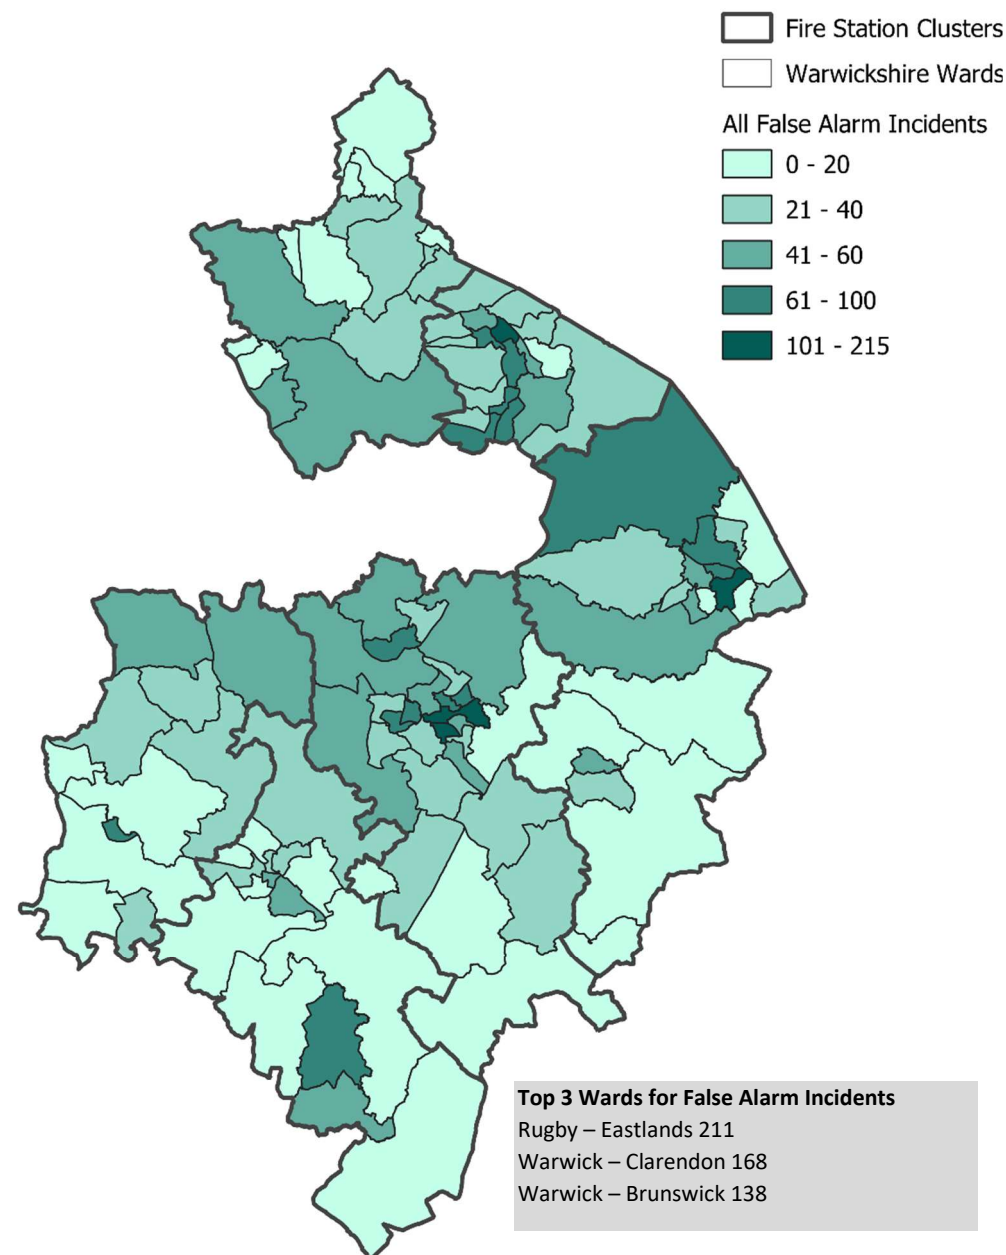 Fire Station Clusters
Warwickshire Wards
All False Alarm Incidents
0 - 20
21 - 40
41 - 60
61 - 100
101 - 215
Top 3 Wards for False Alarm Incidents
Rugby – Eastlands 211
Warwick – Clarendon 168
Warwick – Brunswick 138